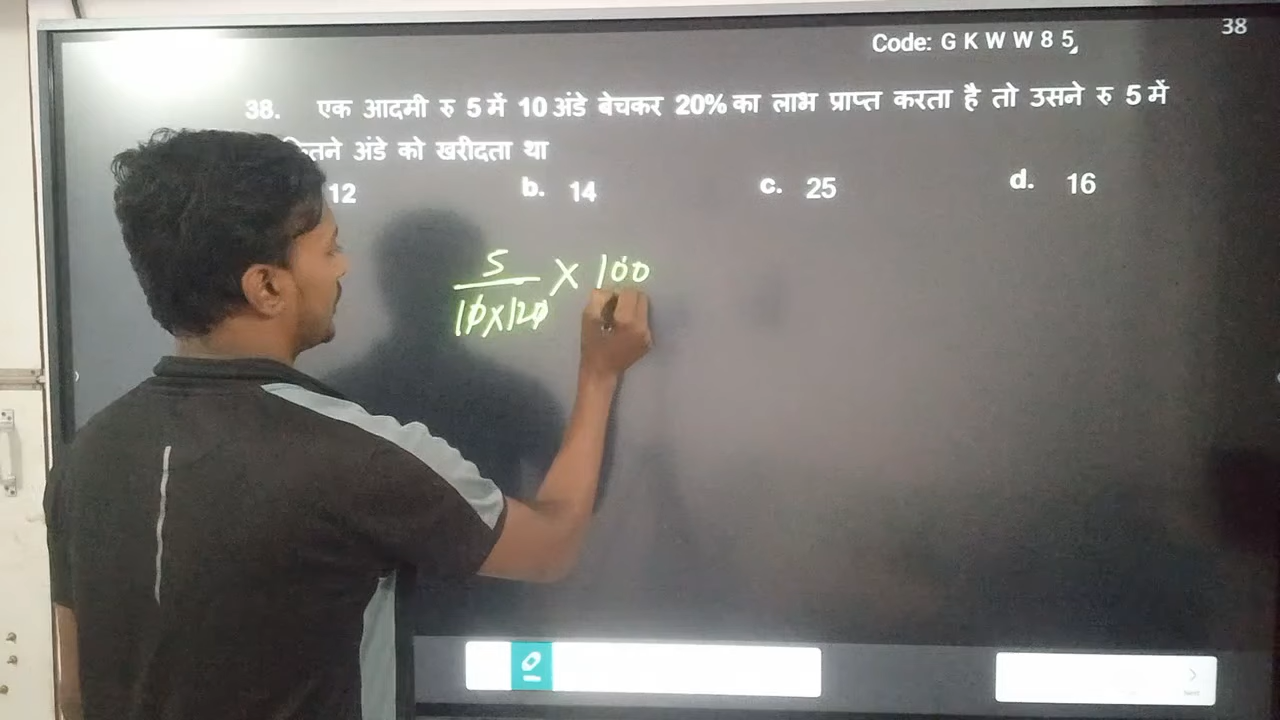 38
Code: G K W W 8 5
38. एक आदमी रु 5 में 10 अंडे बेचकर 20% का लाभ प्राप्त करता है तो उसने रु 5 में
कितने अंडे को खरीदता था
12 b. 14 c. 25 d. 16
5
× 100
10×120